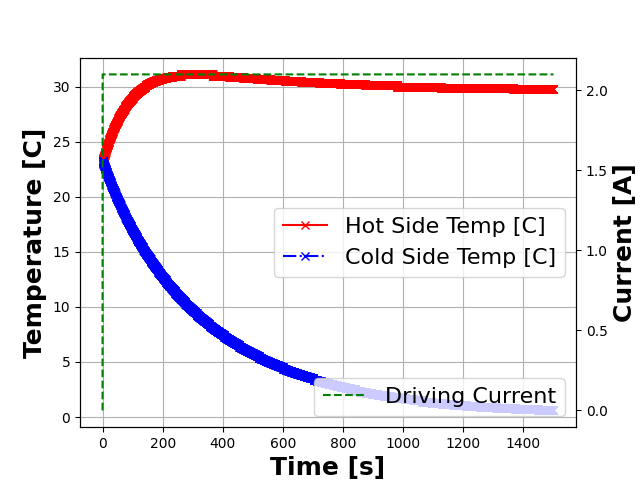 Temperature [C]
30
25
20
15
10
5
0
2.0
1.5
1.0
0.5
0.0
Current [A]
Hot Side Temp [C]
Cold Side Temp [C]
Driving Current
0 200 400 600 800 1000 1200 1400
Time [s]